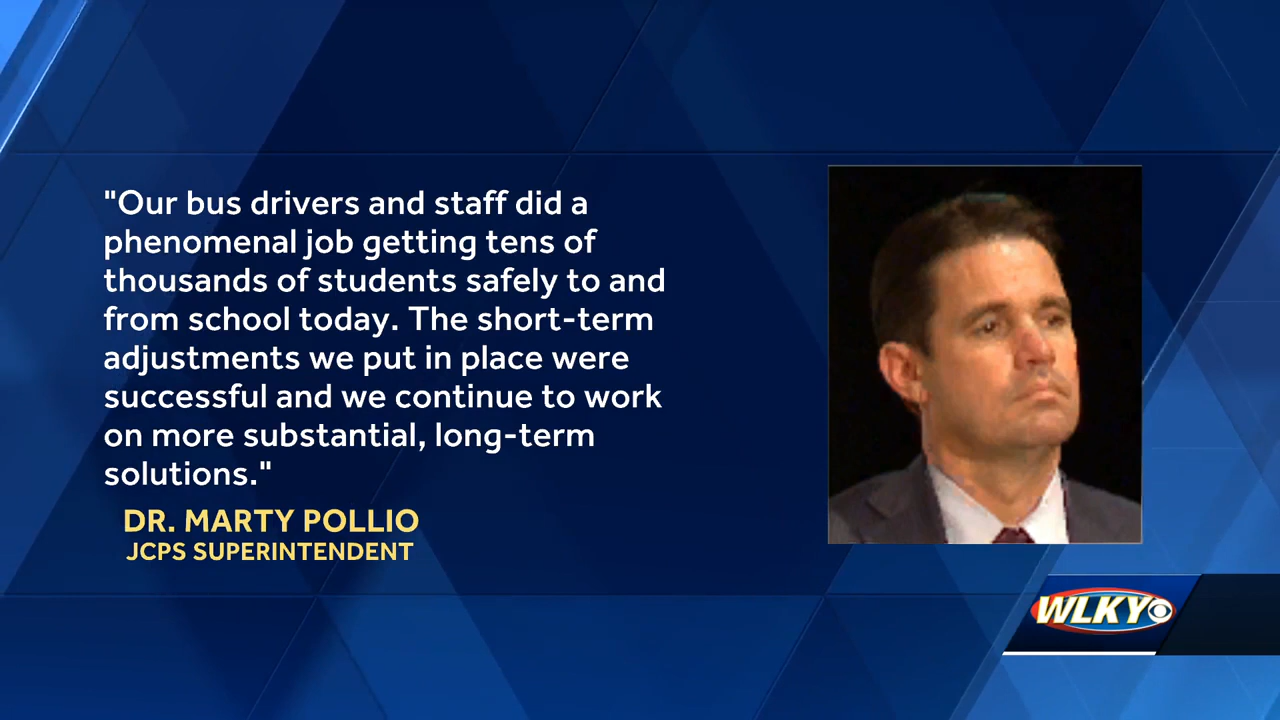 "Our bus drivers and staff did a
phenomenal job getting tens of
thousands of students safely to and
from school today. The short-term
adjustments we put in place were
successful and we continue to work
on more substantial, long-term
solutions."
DR. MARTY POLLIO
JCPS SUPERINTENDENT
WLKY